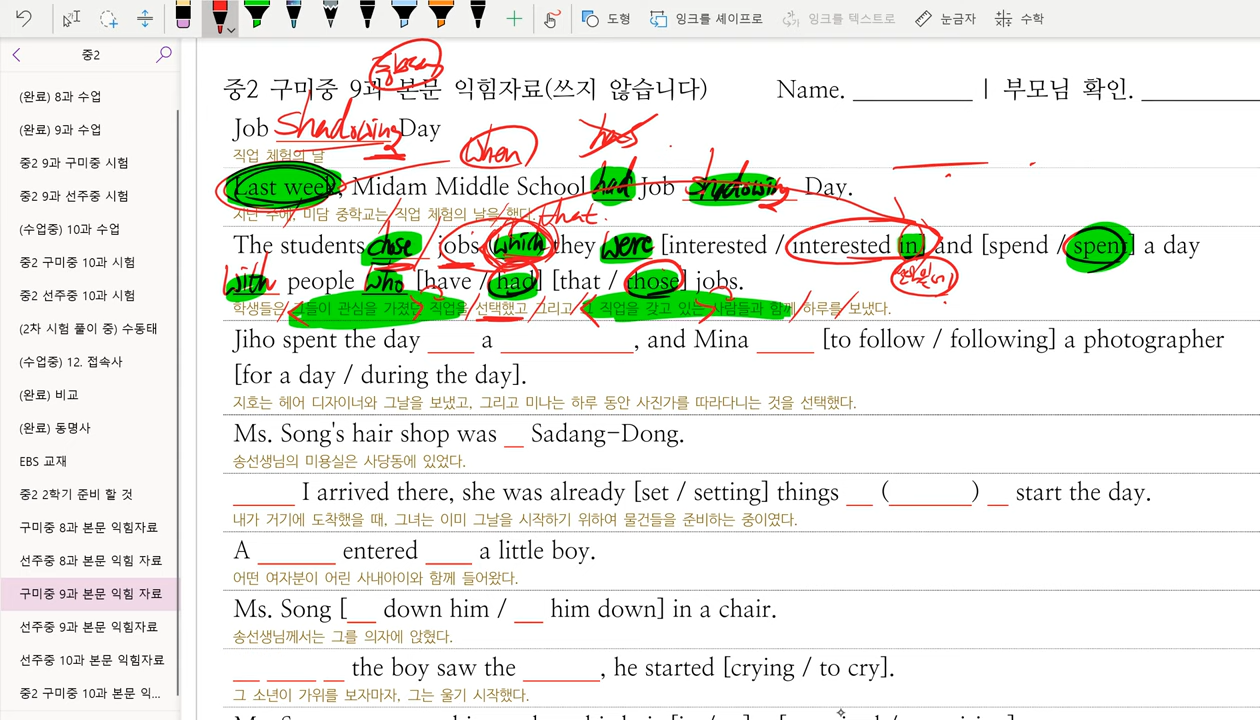 도형 잉크를 셰이프로 잉크를 텍스트로 눈금자 수학
중2
(완료) 8과 수업
(완료) 9과 수업
중2 9과 구미중 시험
중2 9과 선주중 시험
(수업중) 10과 수업
중2 구미중 10과 시험
중2 선주중 10과 시험
(2차 시험 풀이 중) 수동태
(수업중) 12. 접속사
(완료) 비교
(완료) 동명사
EBS 교재
중2 2학기 준비 할 것
구미중 8과 본문 익힘자료
선주중 8과 본문 익힘 자료
구미중 9과 본문 익힘 자료
선주중 9과 본문 익힘자료
선주중 10과 본문 익힘자료
중2 구미중 10과 본문 익...
중2 구미중 9과 본문 익힘자료(쓰지 않습니다) Name. | 부모님 확인.
Job Shadowing Day
직업 체험의 날
when
Last week, Midam Middle School had Job shadowing Day.
지난 주에, 미담 중학교는 직업 체험의 날을 했다.
that.
The students chose jobs which they were [interested / interested in] and [spend / spent] a day
with people who [have / had] [that / those] jobs.
학생들은 그들이 관심을 가졌던 직업을 선택했고 그리고 그 직업을 갖고 있는 사람들과 함께 하루를 보냈다.
Jiho spent the day a , and Mina [to follow / following] a photographer
[for a day / during the day].
지호는 헤어 디자이너와 그날을 보냈고, 그리고 미나는 하루 동안 사진가를 따라다니는 것을 선택했다.
Ms. Song's hair shop was Sadang-Dong.
송선생님의 미용실은 사당동에 있었다.
I arrived there, she was already [set / setting] things ( ) start the day.
내가 거기에 도착했을 때, 그녀는 이미 그날을 시작하기 위하여 물건들을 준비하는 중이였다.
A entered a little boy.
어떤 여자분이 어린 사내아이와 함께 들어왔다.
Ms. Song [ down him / him down] in a chair.
송선생님께서는 그를 의자에 앉혔다.
the boy saw the , he started [crying / to cry].
그 소년이 가위를 보자마자, 그는 울기 시작했다.